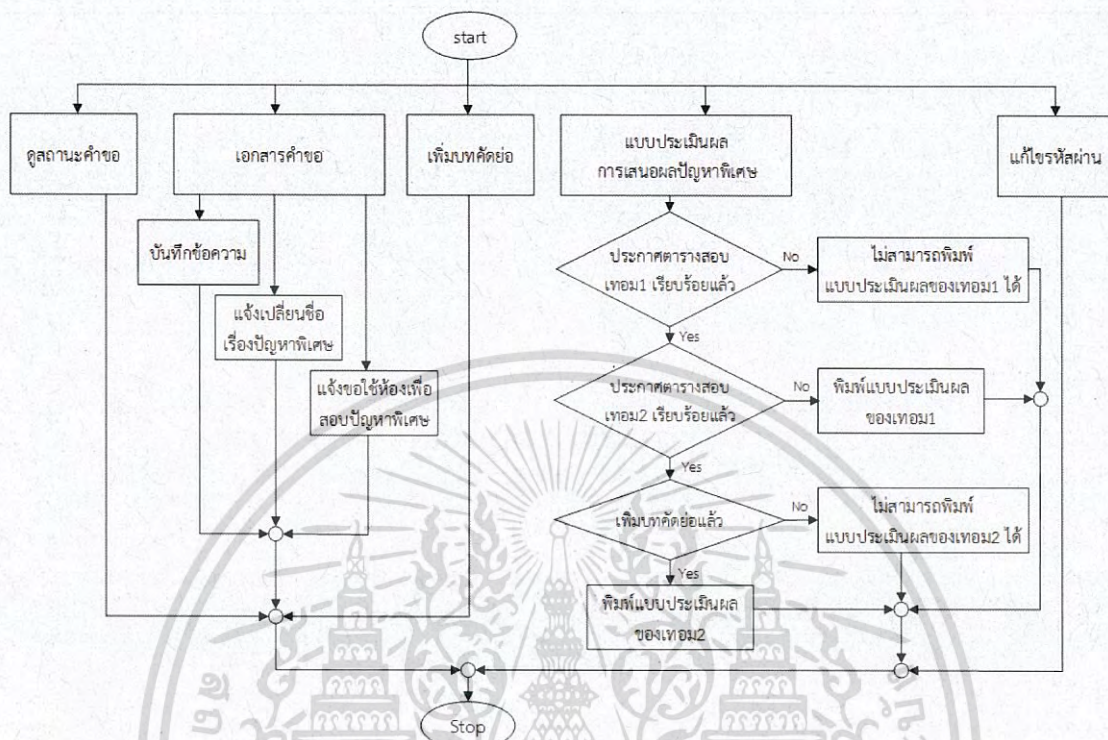 start
ดูสถานะคำขอ
เอกสารคำขอ
เพิ่มบทคัดย่อ
แบบประเมินผล
การเสนอผลปัญหาพิเศษ
แก้ไขรหัสผ่าน
บันทึกข้อความ
แจ้งเปลี่ยนชื่อ
เรื่องปัญหาพิเศษ
แจ้งขอใช้ห้องเพื่อ
สอบปัญหาพิเศษ
ประกาศตารางสอบ
เทอม1 เรียบร้อยแล้ว
No
ไม่สามารถพิมพ์
แบบประเมินผลของเทอม1 ได้
Yes
ประกาศตารางสอบ
เทอม2 เรียบร้อยแล้ว
No
พิมพ์แบบประเมินผล
ของเทอม1
Yes
เพิ่มบทคัดย่อแล้ว
No
ไม่สามารถพิมพ์
แบบประเมินผลของเทอม2 ได้
Yes
พิมพ์แบบประเมินผล
ของเทอม2
Stop